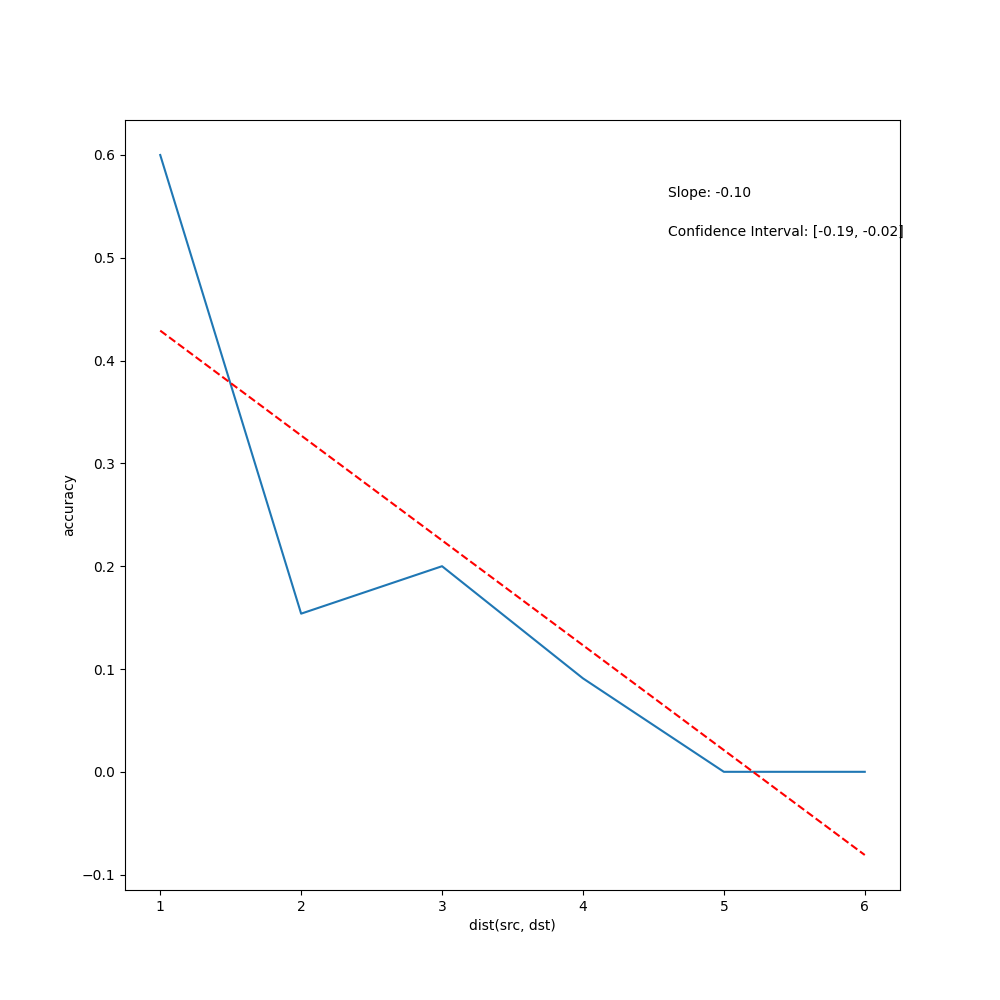 0.6
Slope: -0.10
Confidence Interval: [-0.19, -0.02]
0.5
0.4
0.3
accuracy
0.2
0.1
0.0
−0.1
1 2 3 4 5 6
dist(src, dst)